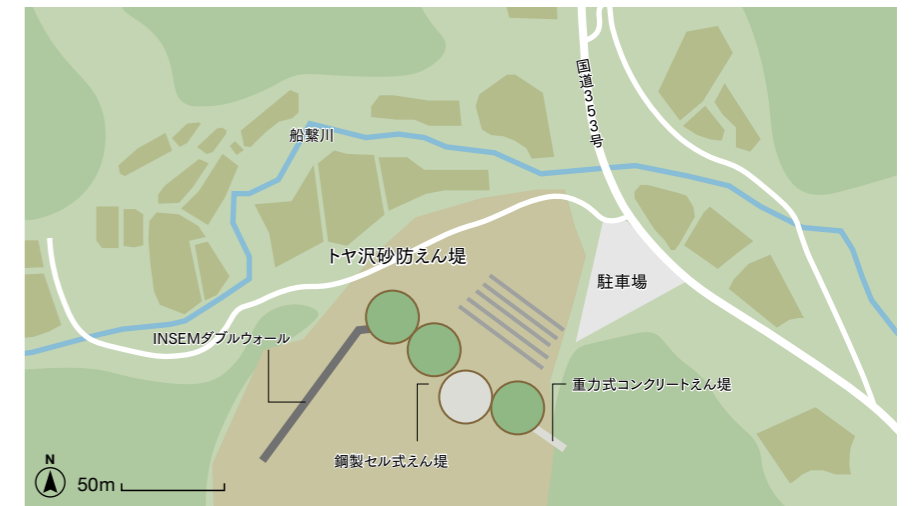 国道353号
船繋川
トヤ沢砂防えん堤
駐車場
INSEMダブルウォール
重力式コンクリートえん堤
鋼製セル式えん堤
N
50m